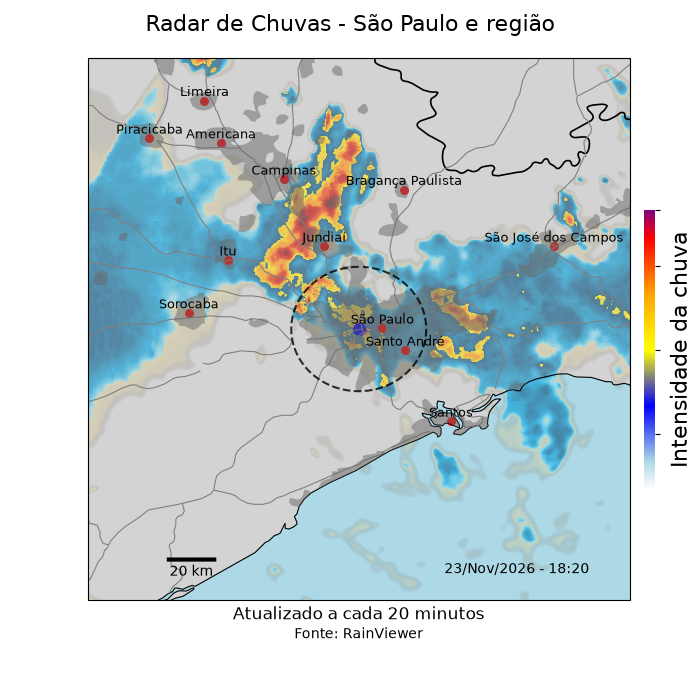 Radar de Chuvas - São Paulo e região
Limeira
Piracicaba
Americana
Campinas
Bragança Paulista
Jundiaí
São José dos Campos
Itu
Sorocaba
São Paulo
Santo André
Santos
Intensidade da chuva
20 km
23/Nov/2026 - 18:20
Atualizado a cada 20 minutos
Fonte: RainViewer